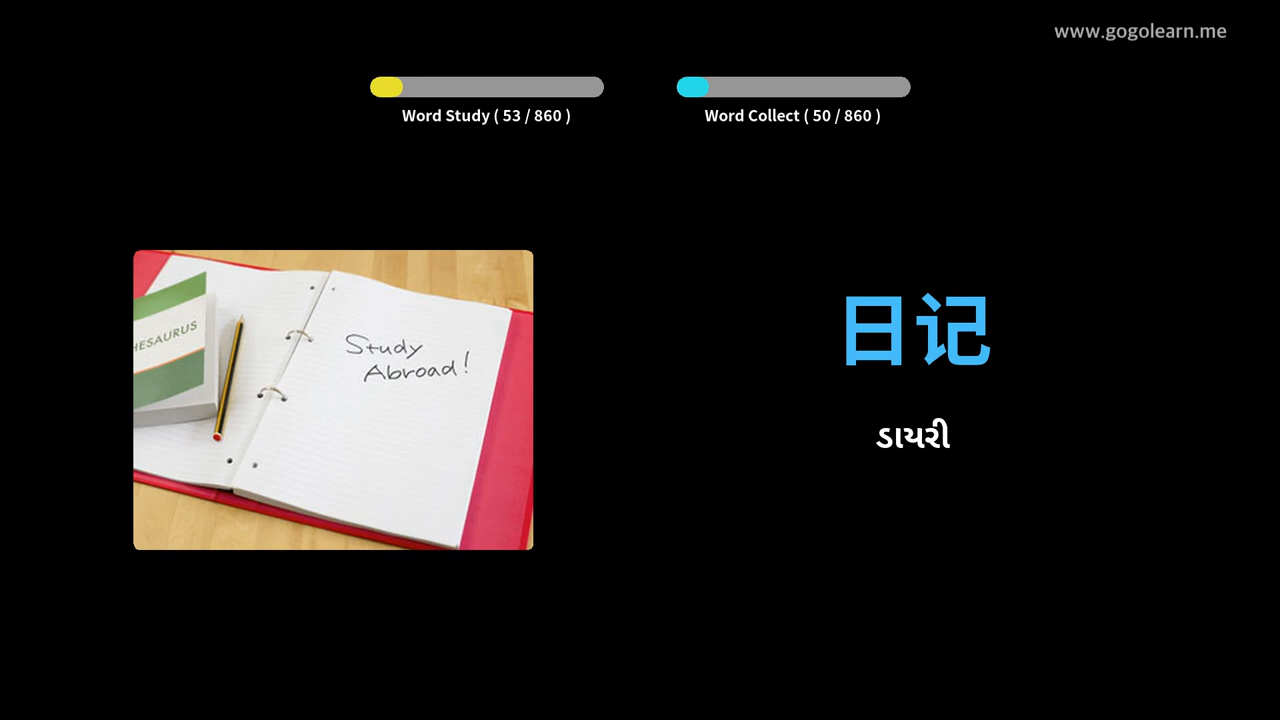 www.gogolearn.me
Word Study ( 53 / 860 )
Word Collect ( 50 / 860 )
HESAURUS
Study
Abroad!
日记
ડાયરી